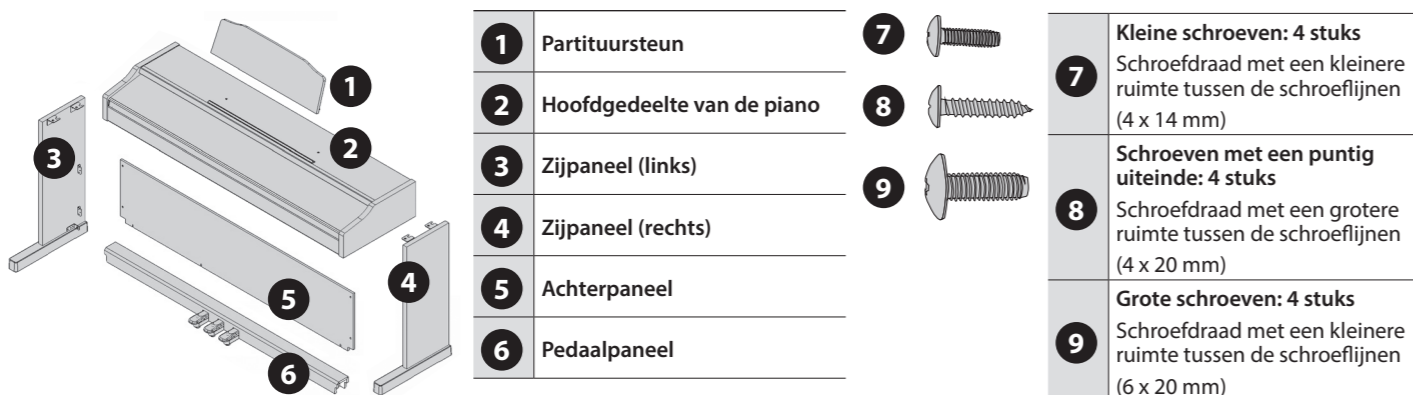 1
2
3
4
5
6
1 Partituursteun
2 Hoofdgedeelte van de piano
3 Zijpaneel (links)
4 Zijpaneel (rechts)
5 Achterpaneel
6 Pedaalpaneel
7
8
9
7
Kleine schroeven: 4 stuks
Schroefdraad met een kleinere
ruimte tussen de schroeflijnen
(4 x 14 mm)
8
Schroeven met een puntig
uiteinde: 4 stuks
Schroefdraad met een grotere
ruimte tussen de schroeflijnen
(4 x 20 mm)
9
Grote schroeven: 4 stuks
Schroefdraad met een kleinere
ruimte tussen de schroeflijnen
(6 x 20 mm)